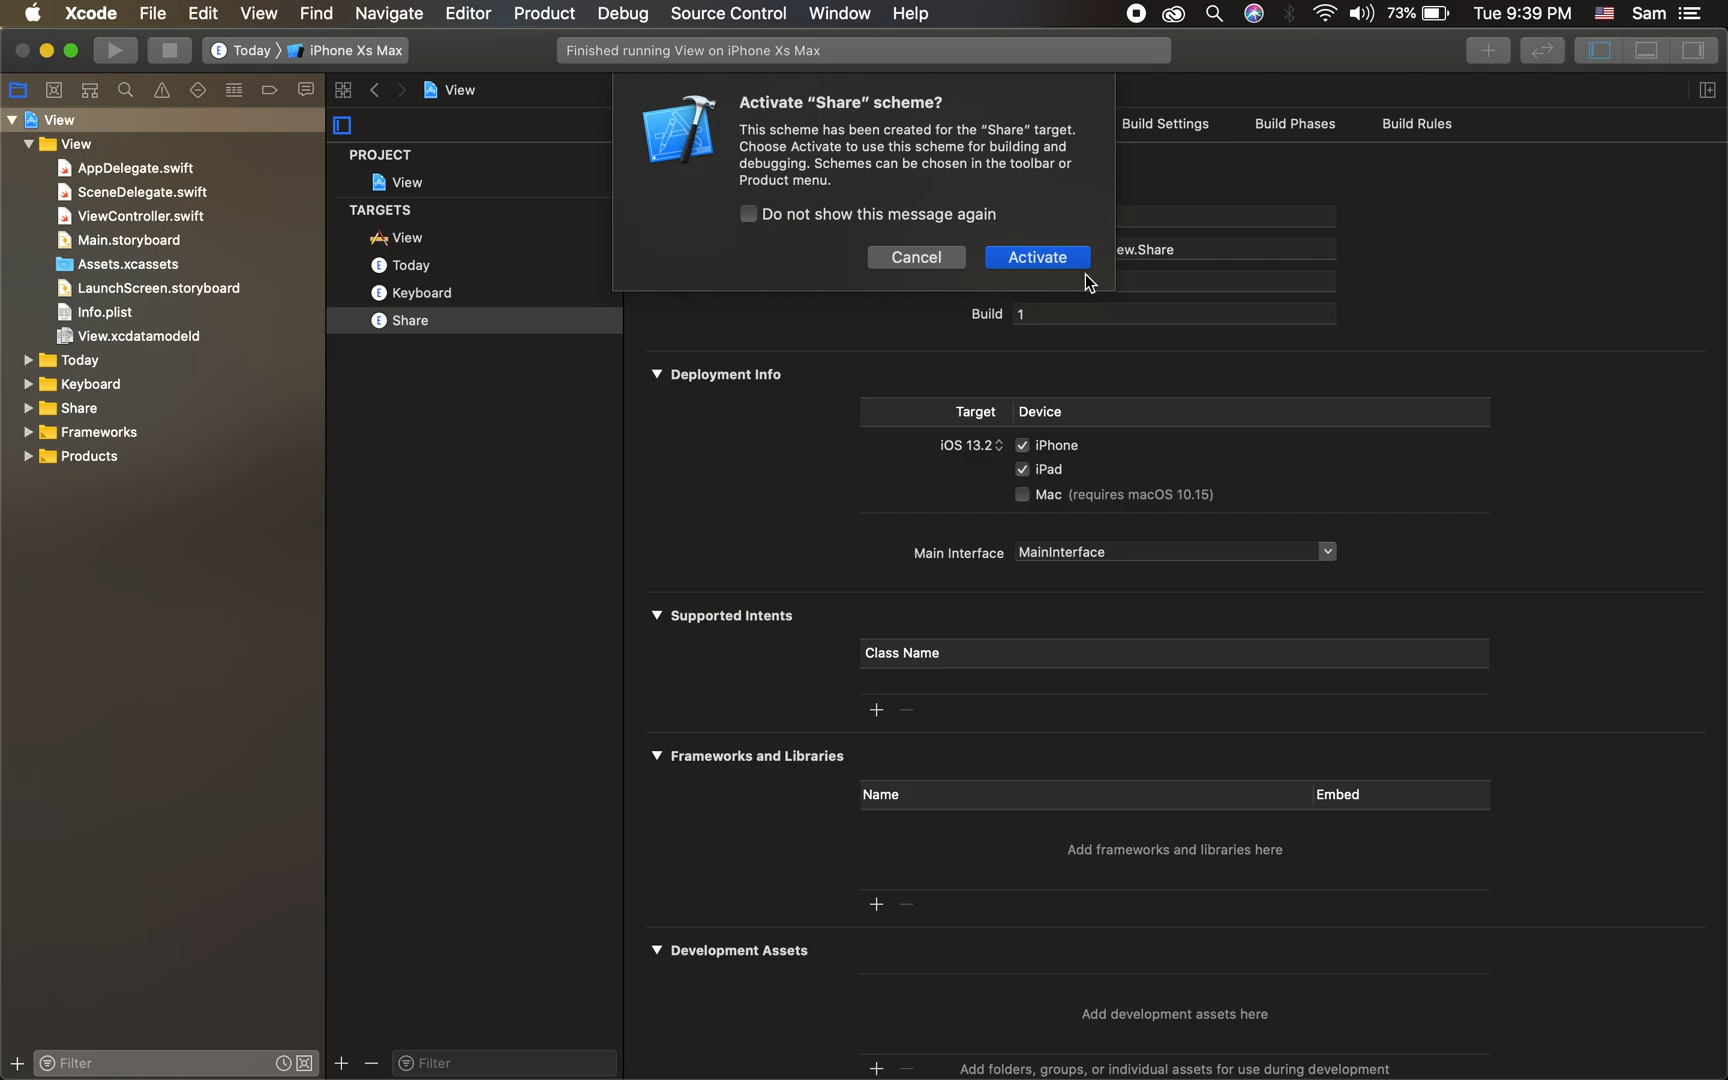 Xcode File Edit View Find Navigate Editor Product Debug Source Control Window Help 73% Tue 9:39 PM Sam
Today iPhone Xs Max
Finished running View on iPhone Xs Max
View
View
AppDelegate.swift
SceneDelegate.swift
ViewController.swift
Main.storyboard
Assets.xcassets
LaunchScreen.storyboard
Info.plist
View.xcdatamodeld
Today
Keyboard
Share
Frameworks
Products
Filter
View
PROJECT
View
TARGETS
View
Today
Keyboard
Share
Filter
Activate “Share” scheme?
This scheme has been created for the “Share” target.
Choose Activate to use this scheme for building and
debugging. Schemes can be chosen in the toolbar or
Product menu.
Do not show this message again
Cancel Activate
Build Settings Build Phases Build Rules
ew.Share
Build 1
Deployment Info
Target Device
iOS 13.2 iPhone
iPad
Mac (requires macOS 10.15)
Main Interface MainInterface
Supported Intents
Class Name
Frameworks and Libraries
Name Embed
Add frameworks and libraries here
Development Assets
Add development assets here
Add folders, groups, or individual assets for use during development